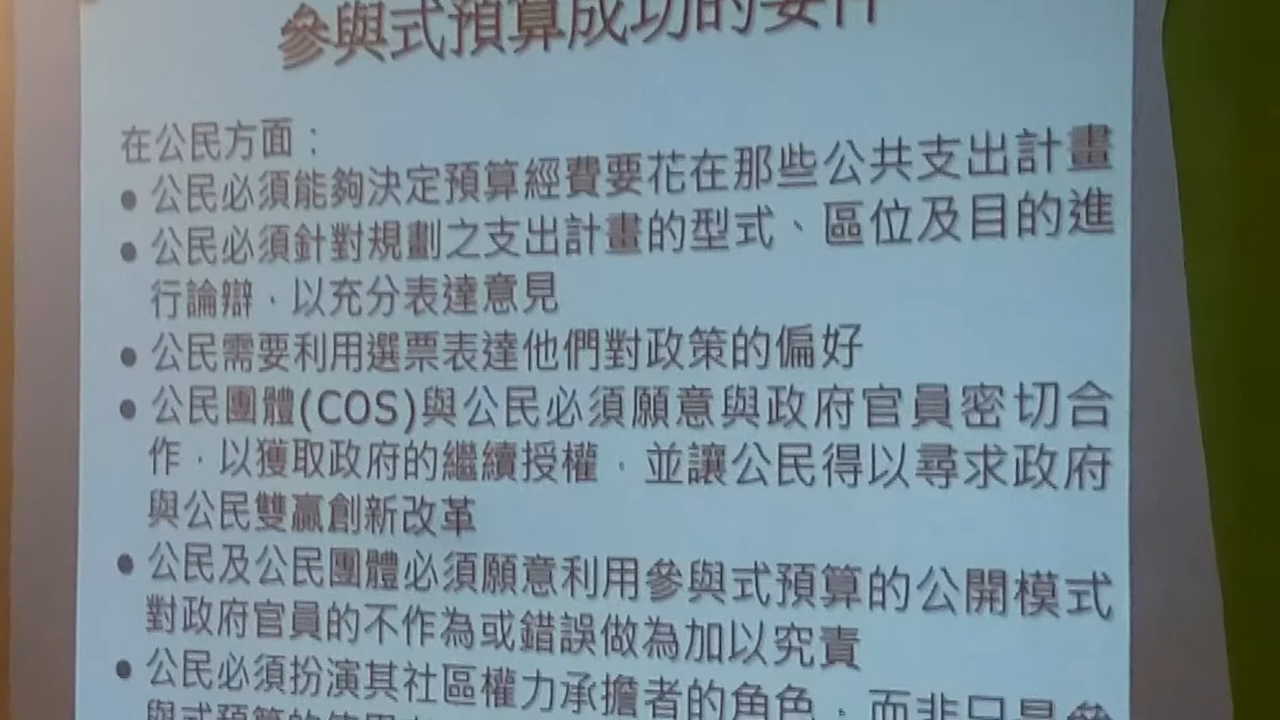 參與式預算成功的要件
在公民方面：
• 公民必須能夠決定預算經費要花在那些公共支出計畫
• 公民必須針對規劃之支出計畫的型式、區位及目的進
行論辯，以充分表達意見
• 公民需要利用選票表達他們對政策的偏好
• 公民團體(COS)與公民必須願意與政府官員密切合
作，以獲取政府的繼續授權，並讓公民得以尋求政府
與公民雙贏創新改革
• 公民及公民團體必須願意利用參與式預算的公開模式
對政府官員的不作為或錯誤做為加以究責
• 公民必須扮演其社區權力承擔者的角色，而非只是參
與式預算的使用者